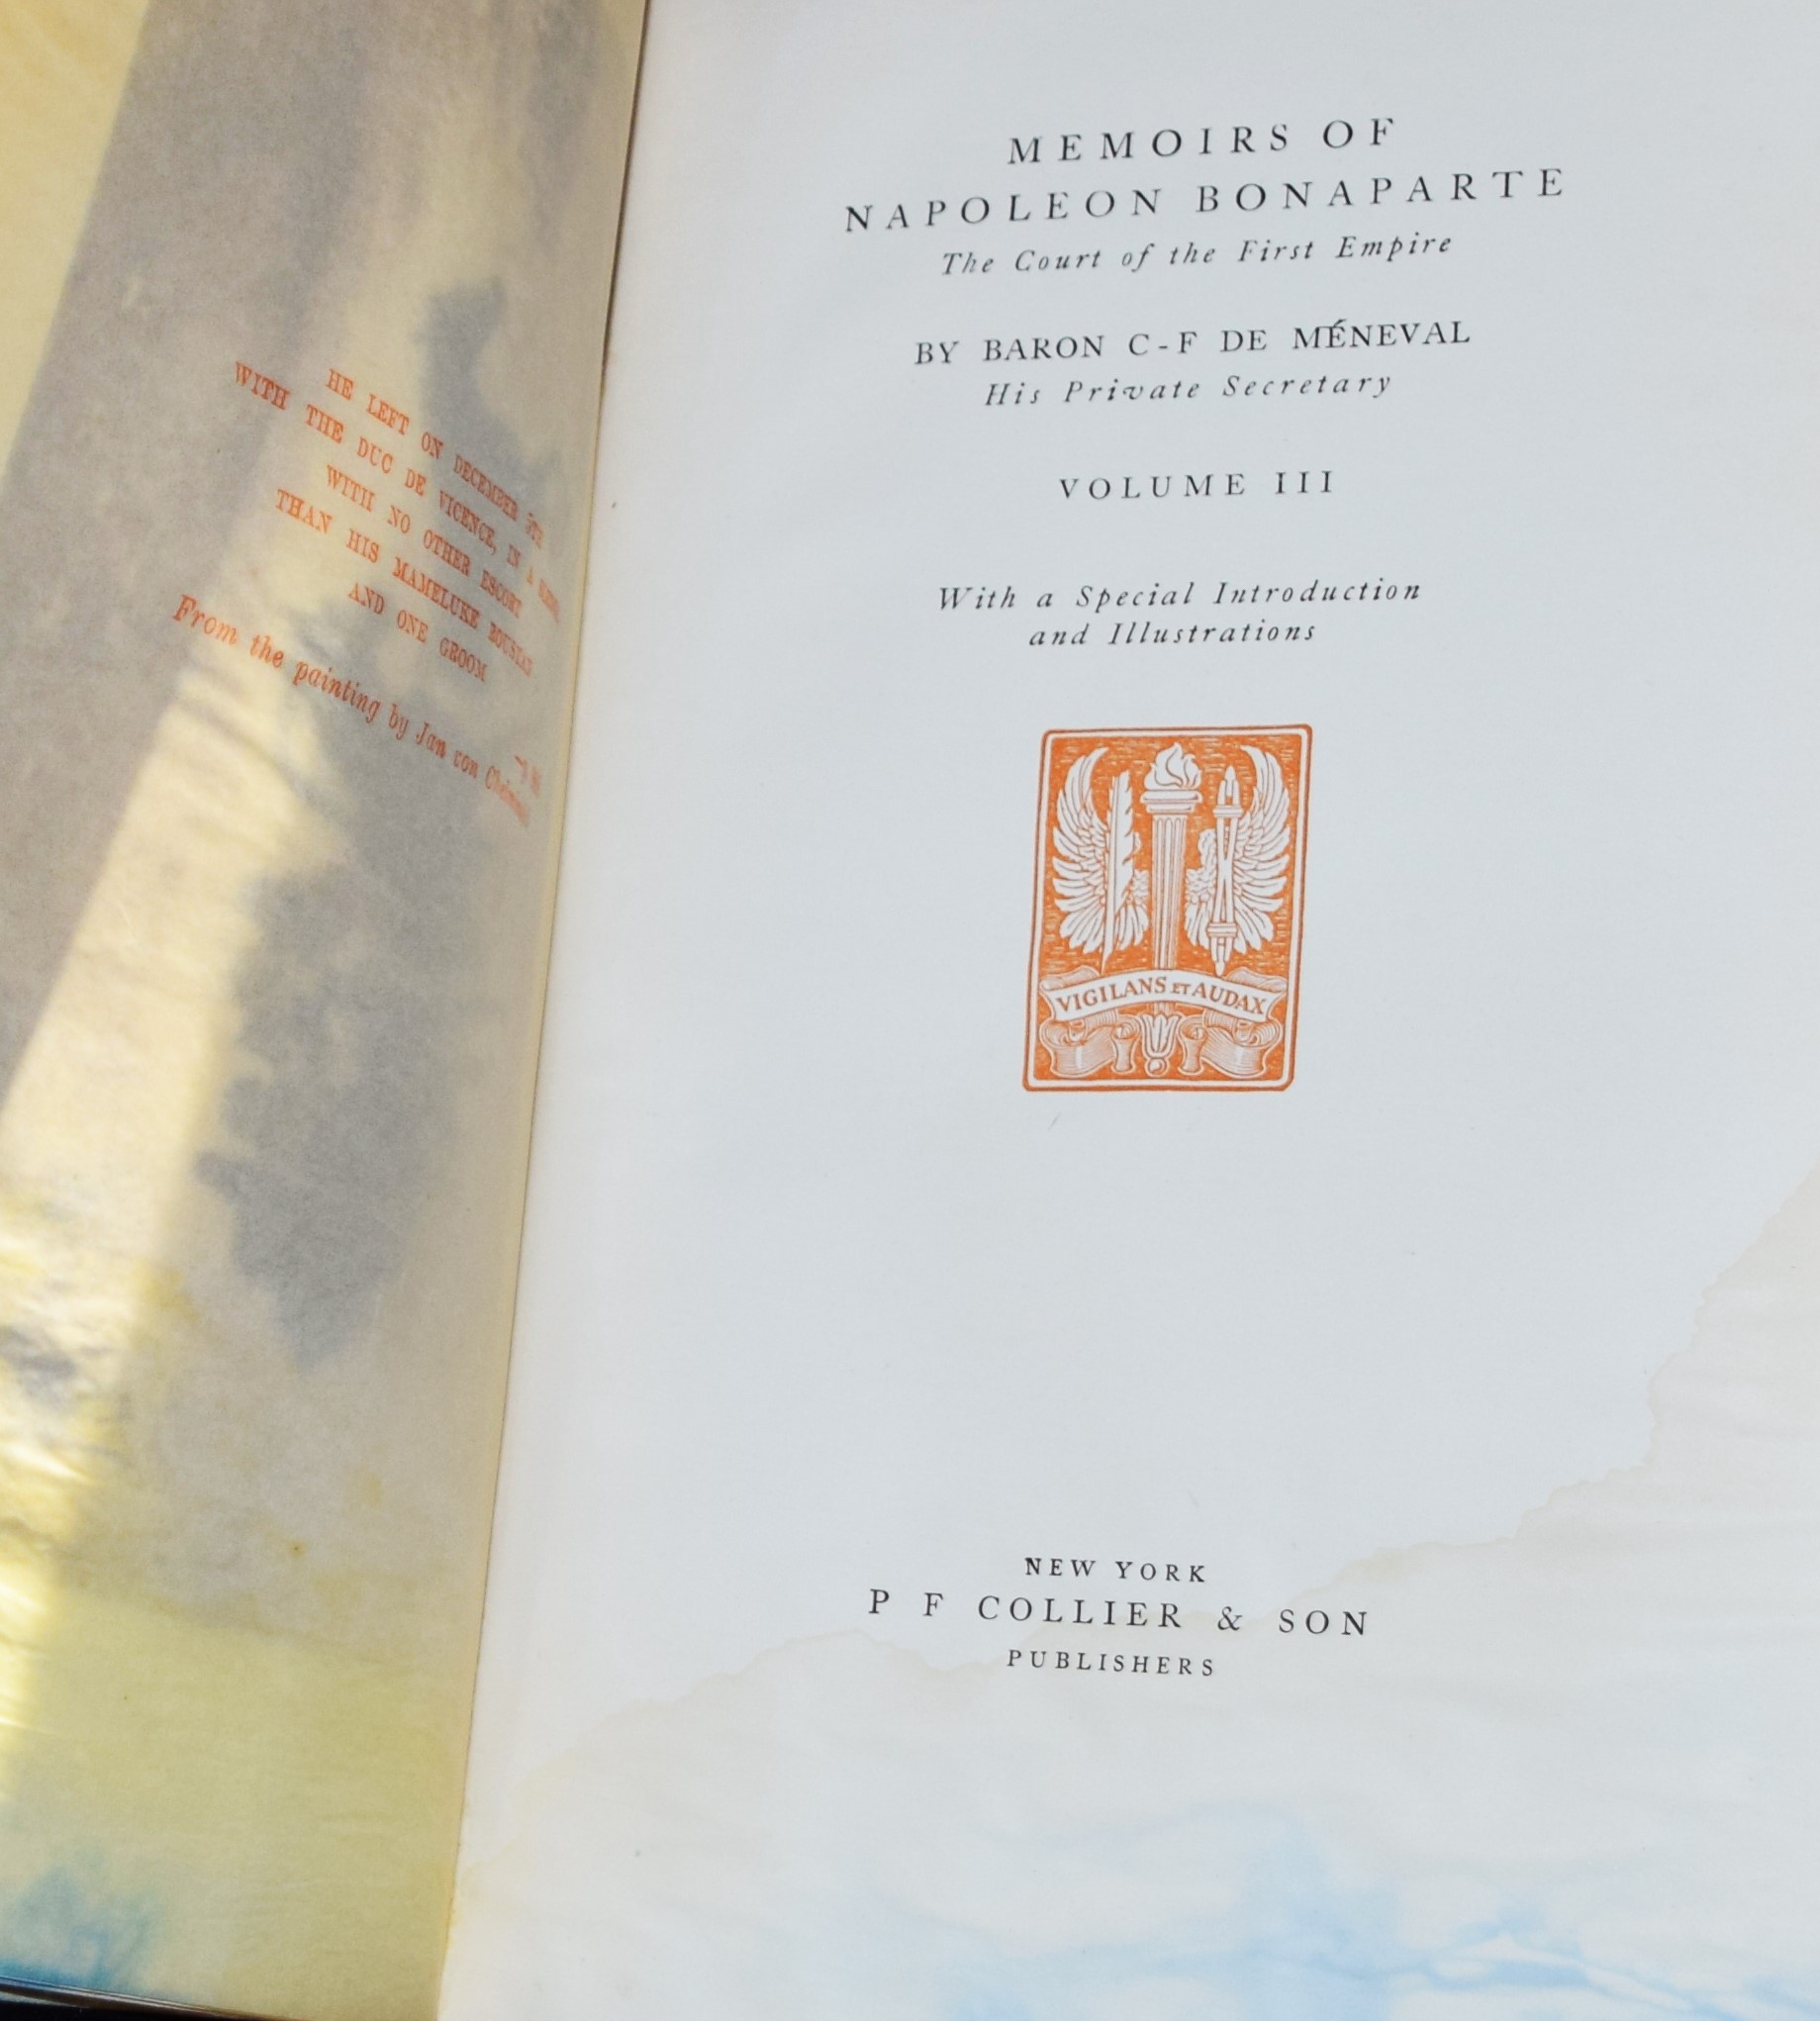 HE LEFT ON DECEMBER 5TH
WITH THE DUC DE VICENCE, IN A
WITH NO OTHER ESCORT
THAN HIS MAMELUKE ROUSTAN
AND ONE GROOM
From the painting by Jan von
MEMOIRS OF
NAPOLEON BONAPARTE
The Court of the First Empire
BY BARON C-F DE MÉNEVAL
His Private Secretary
VOLUME III
With a Special Introduction
and Illustrations
VIGILANS ET AUDAX
NEW YORK
P F COLLIER & SON
PUBLISHERS